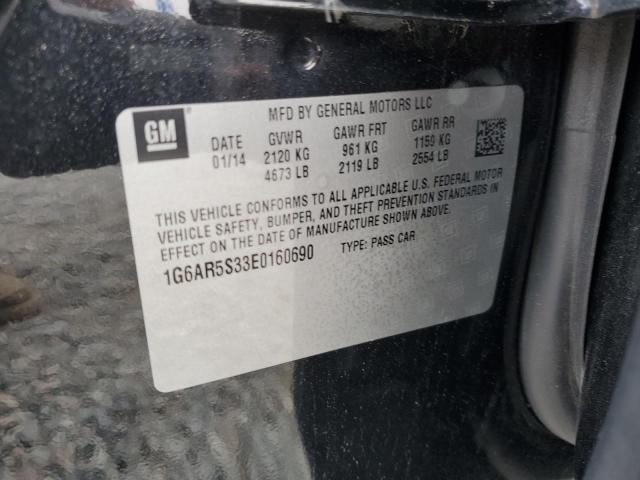 MFD BY GENERAL MOTORS LLC
GM
DATE GVWR GAWR FRT GAWR RR
01/14 2120 KG 961 KG 1159 KG
4673 LB 2119 LB 2554 LB
THIS VEHICLE CONFORMS TO ALL APPLICABLE U.S. FEDERAL MOTOR
VEHICLE SAFETY, BUMPER, AND THEFT PREVENTION STANDARDS IN
EFFECT ON THE DATE OF MANUFACTURE SHOWN ABOVE.
1G6AR5S33E0160690 TYPE: PASS CAR